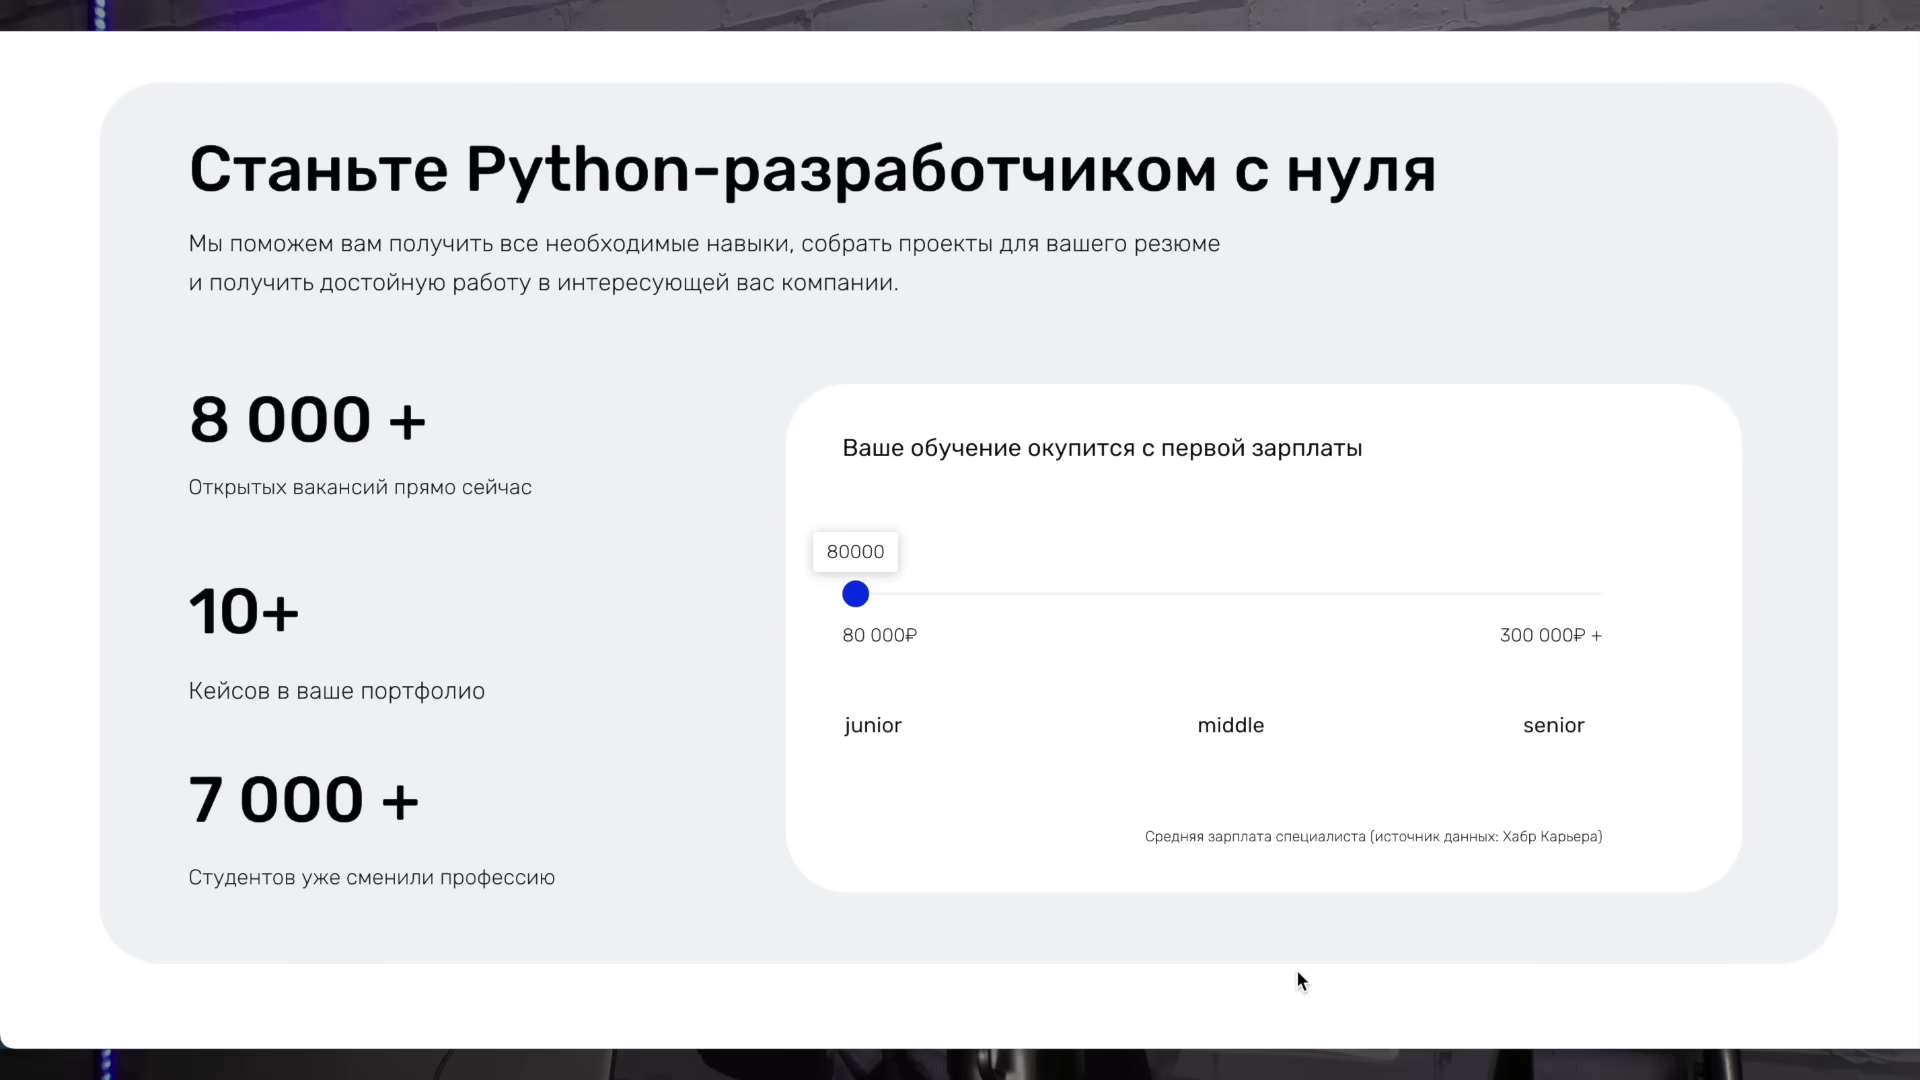 Станьте Python-разработчиком с нуля
Мы поможем вам получить все необходимые навыки, собрать проекты для вашего резюме
и получить достойную работу в интересующей вас компании.
8 000 +
Открытых вакансий прямо сейчас
10+
Кейсов в ваше портфолио
7 000 +
Студентов уже сменили профессию
Ваше обучение окупится с первой зарплаты
80000
80 000₽
300 000₽ +
junior
middle
senior
Средняя зарплата специалиста (источник данных: Хабр Карьера)